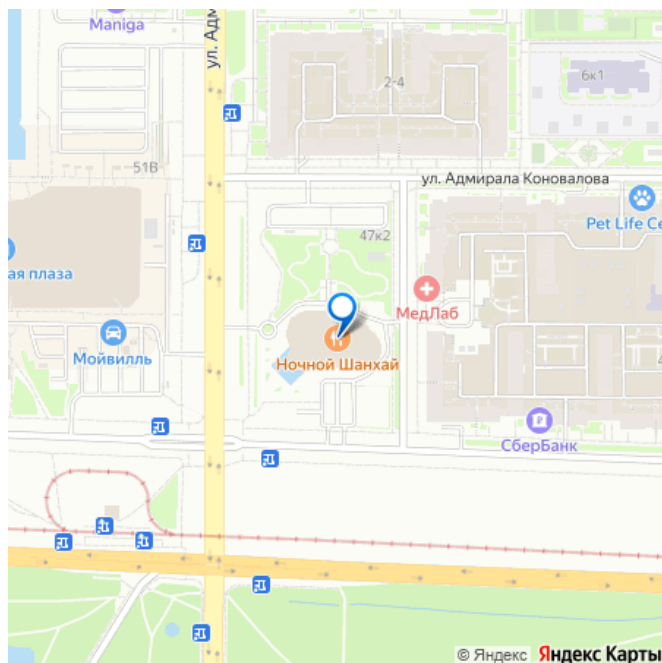 Maniga
ул. Адм
2-4
6к1
51В
ул. Адмирала Коновалова
Pet Life Ce
47к2
ая плаза
МедЛаб
Мойвилль
Ночной Шанхай
4
СберБанк
© Яндекс Яндекс Карты